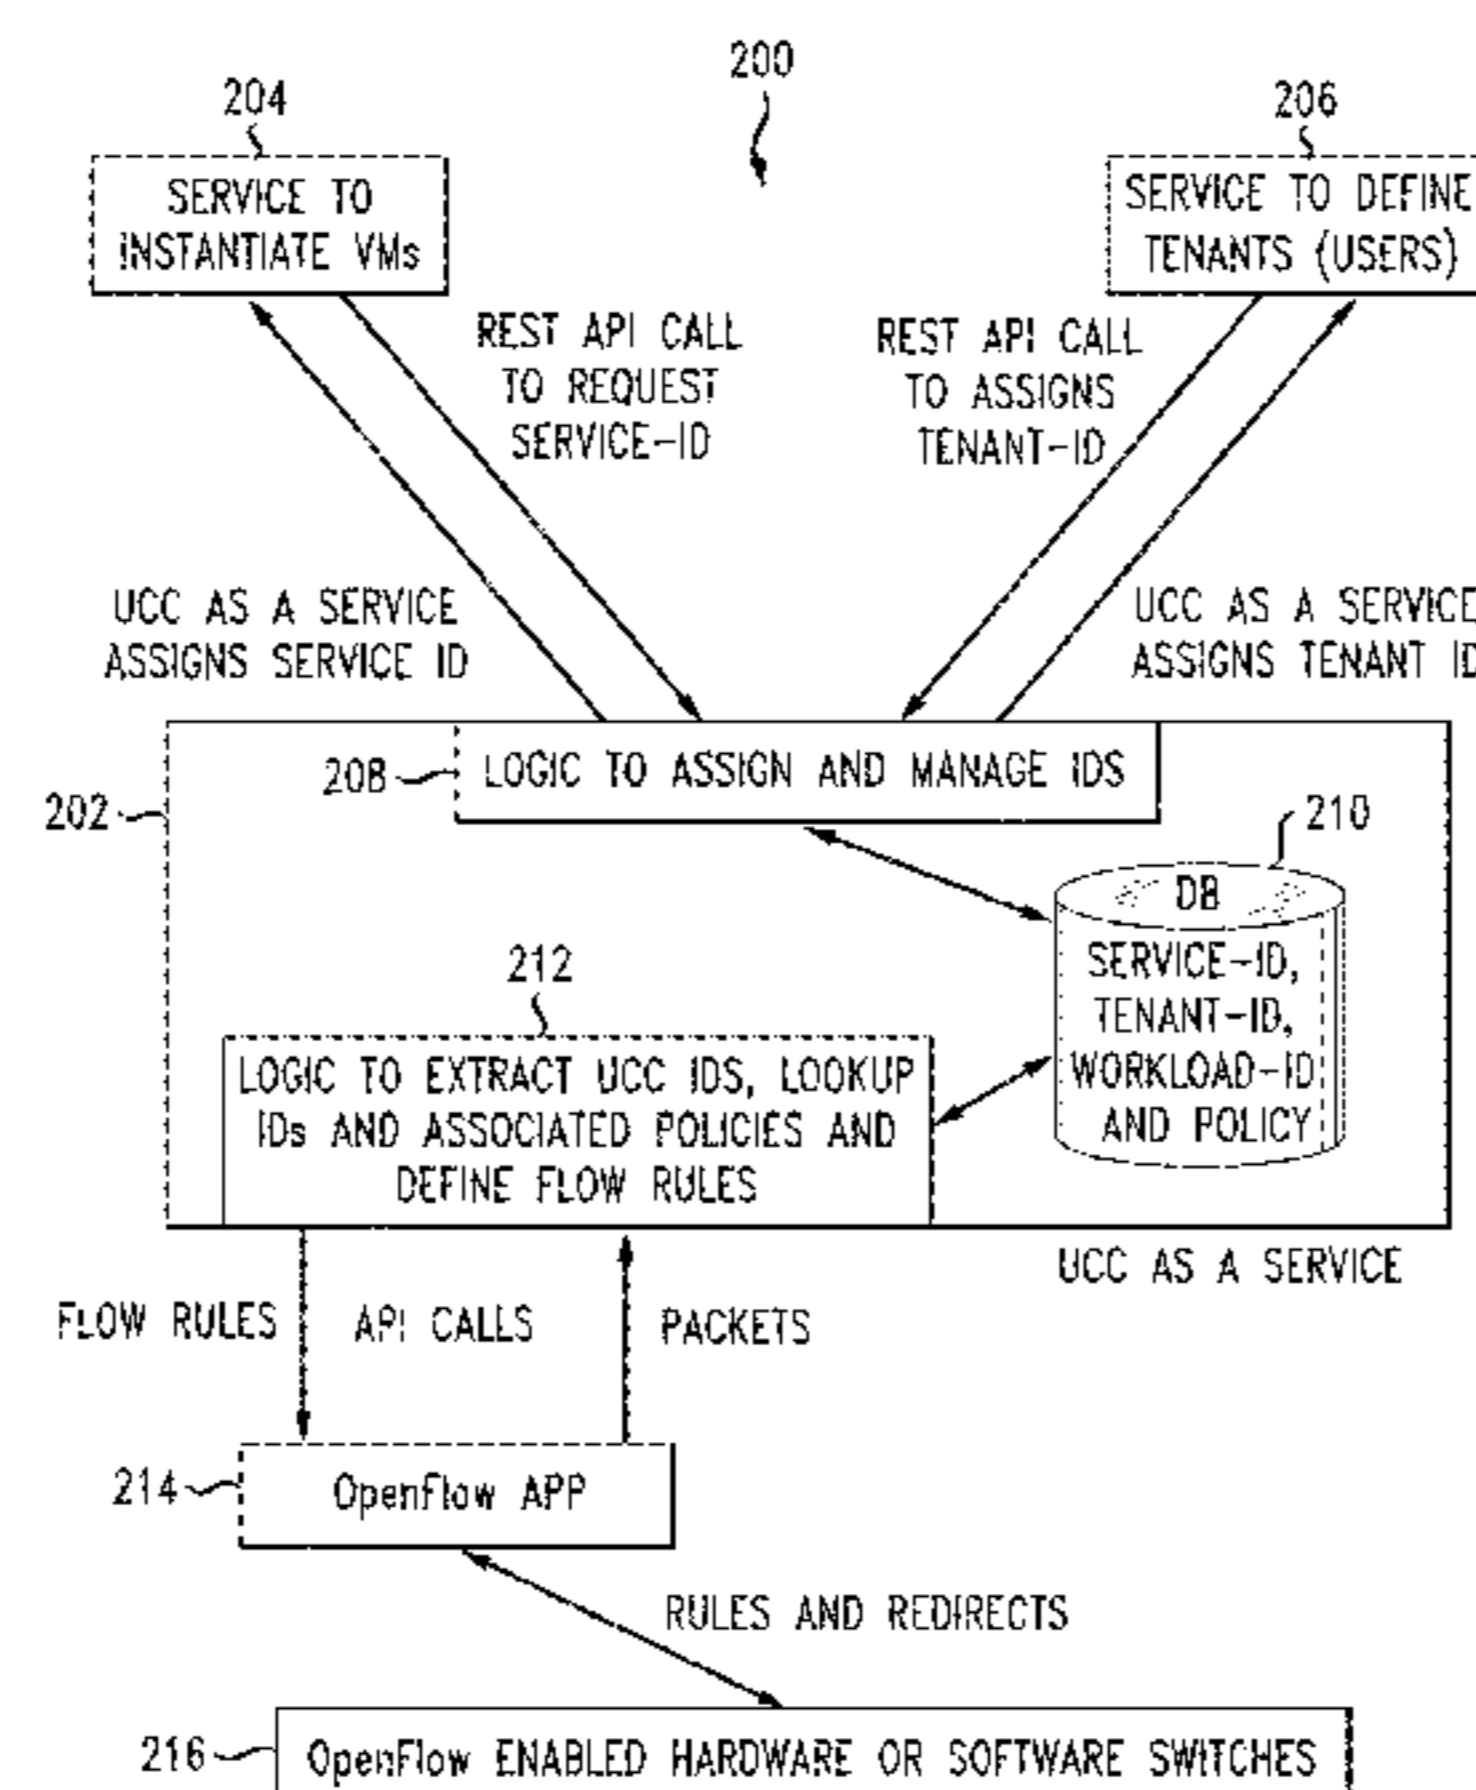 200
204
206
SERVICE TO
INSTANTIATE VMs
SERVICE TO DEFINE
TENANTS (USERS)
REST API CALL
TO REQUEST
SERVICE-ID
REST API CALL
TO ASSIGNS
TENANT-ID
UCC AS A SERVICE
ASSIGNS SERVICE ID
UCC AS A SERVICE
ASSIGNS TENANT ID
208
LOGIC TO ASSIGN AND MANAGE IDS
202
210
DB
SERVICE-ID,
TENANT-ID,
WORKLOAD-ID
AND POLICY
212
LOGIC TO EXTRACT UCC IDS, LOOKUP
IDs AND ASSOCIATED POLICIES AND
DEFINE FLOW RULES
UCC AS A SERVICE
FLOW RULES
API CALLS
PACKETS
214
OpenFlow APP
RULES AND REDIRECTS
216
OpenFlow ENABLED HARDWARE OR SOFTWARE SWITCHES